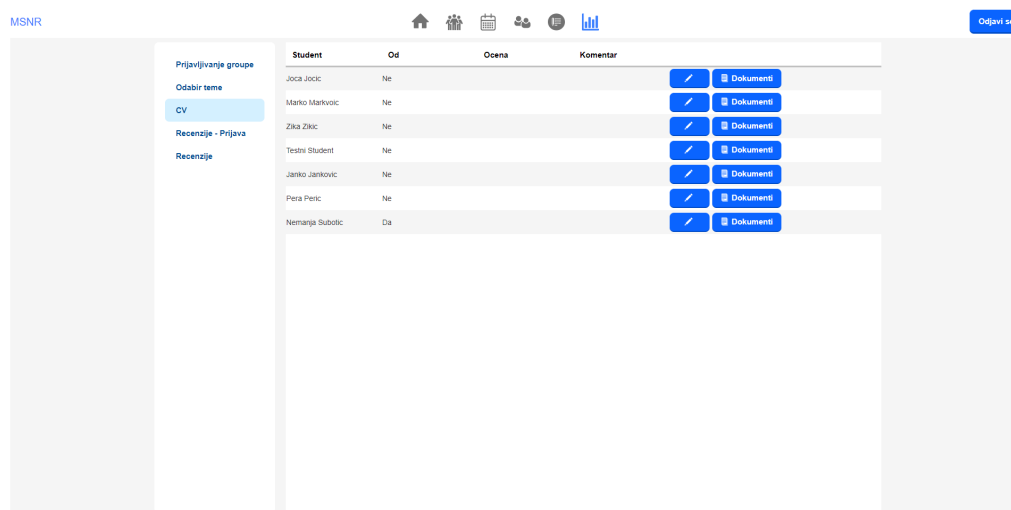 MSNR
Odjavi se
Prijavljivanje groupe
Odabir teme
CV
Recenzije - Prijava
Recenzije
Student Od Ocena Komentar
Joca Jocic Ne Dokumenti
Marko Markvoic Ne Dokumenti
Zika Zikic Ne Dokumenti
Testni Student Ne Dokumenti
Janko Jankovic Ne Dokumenti
Pera Peric Ne Dokumenti
Nemanja Subotic Da Dokumenti